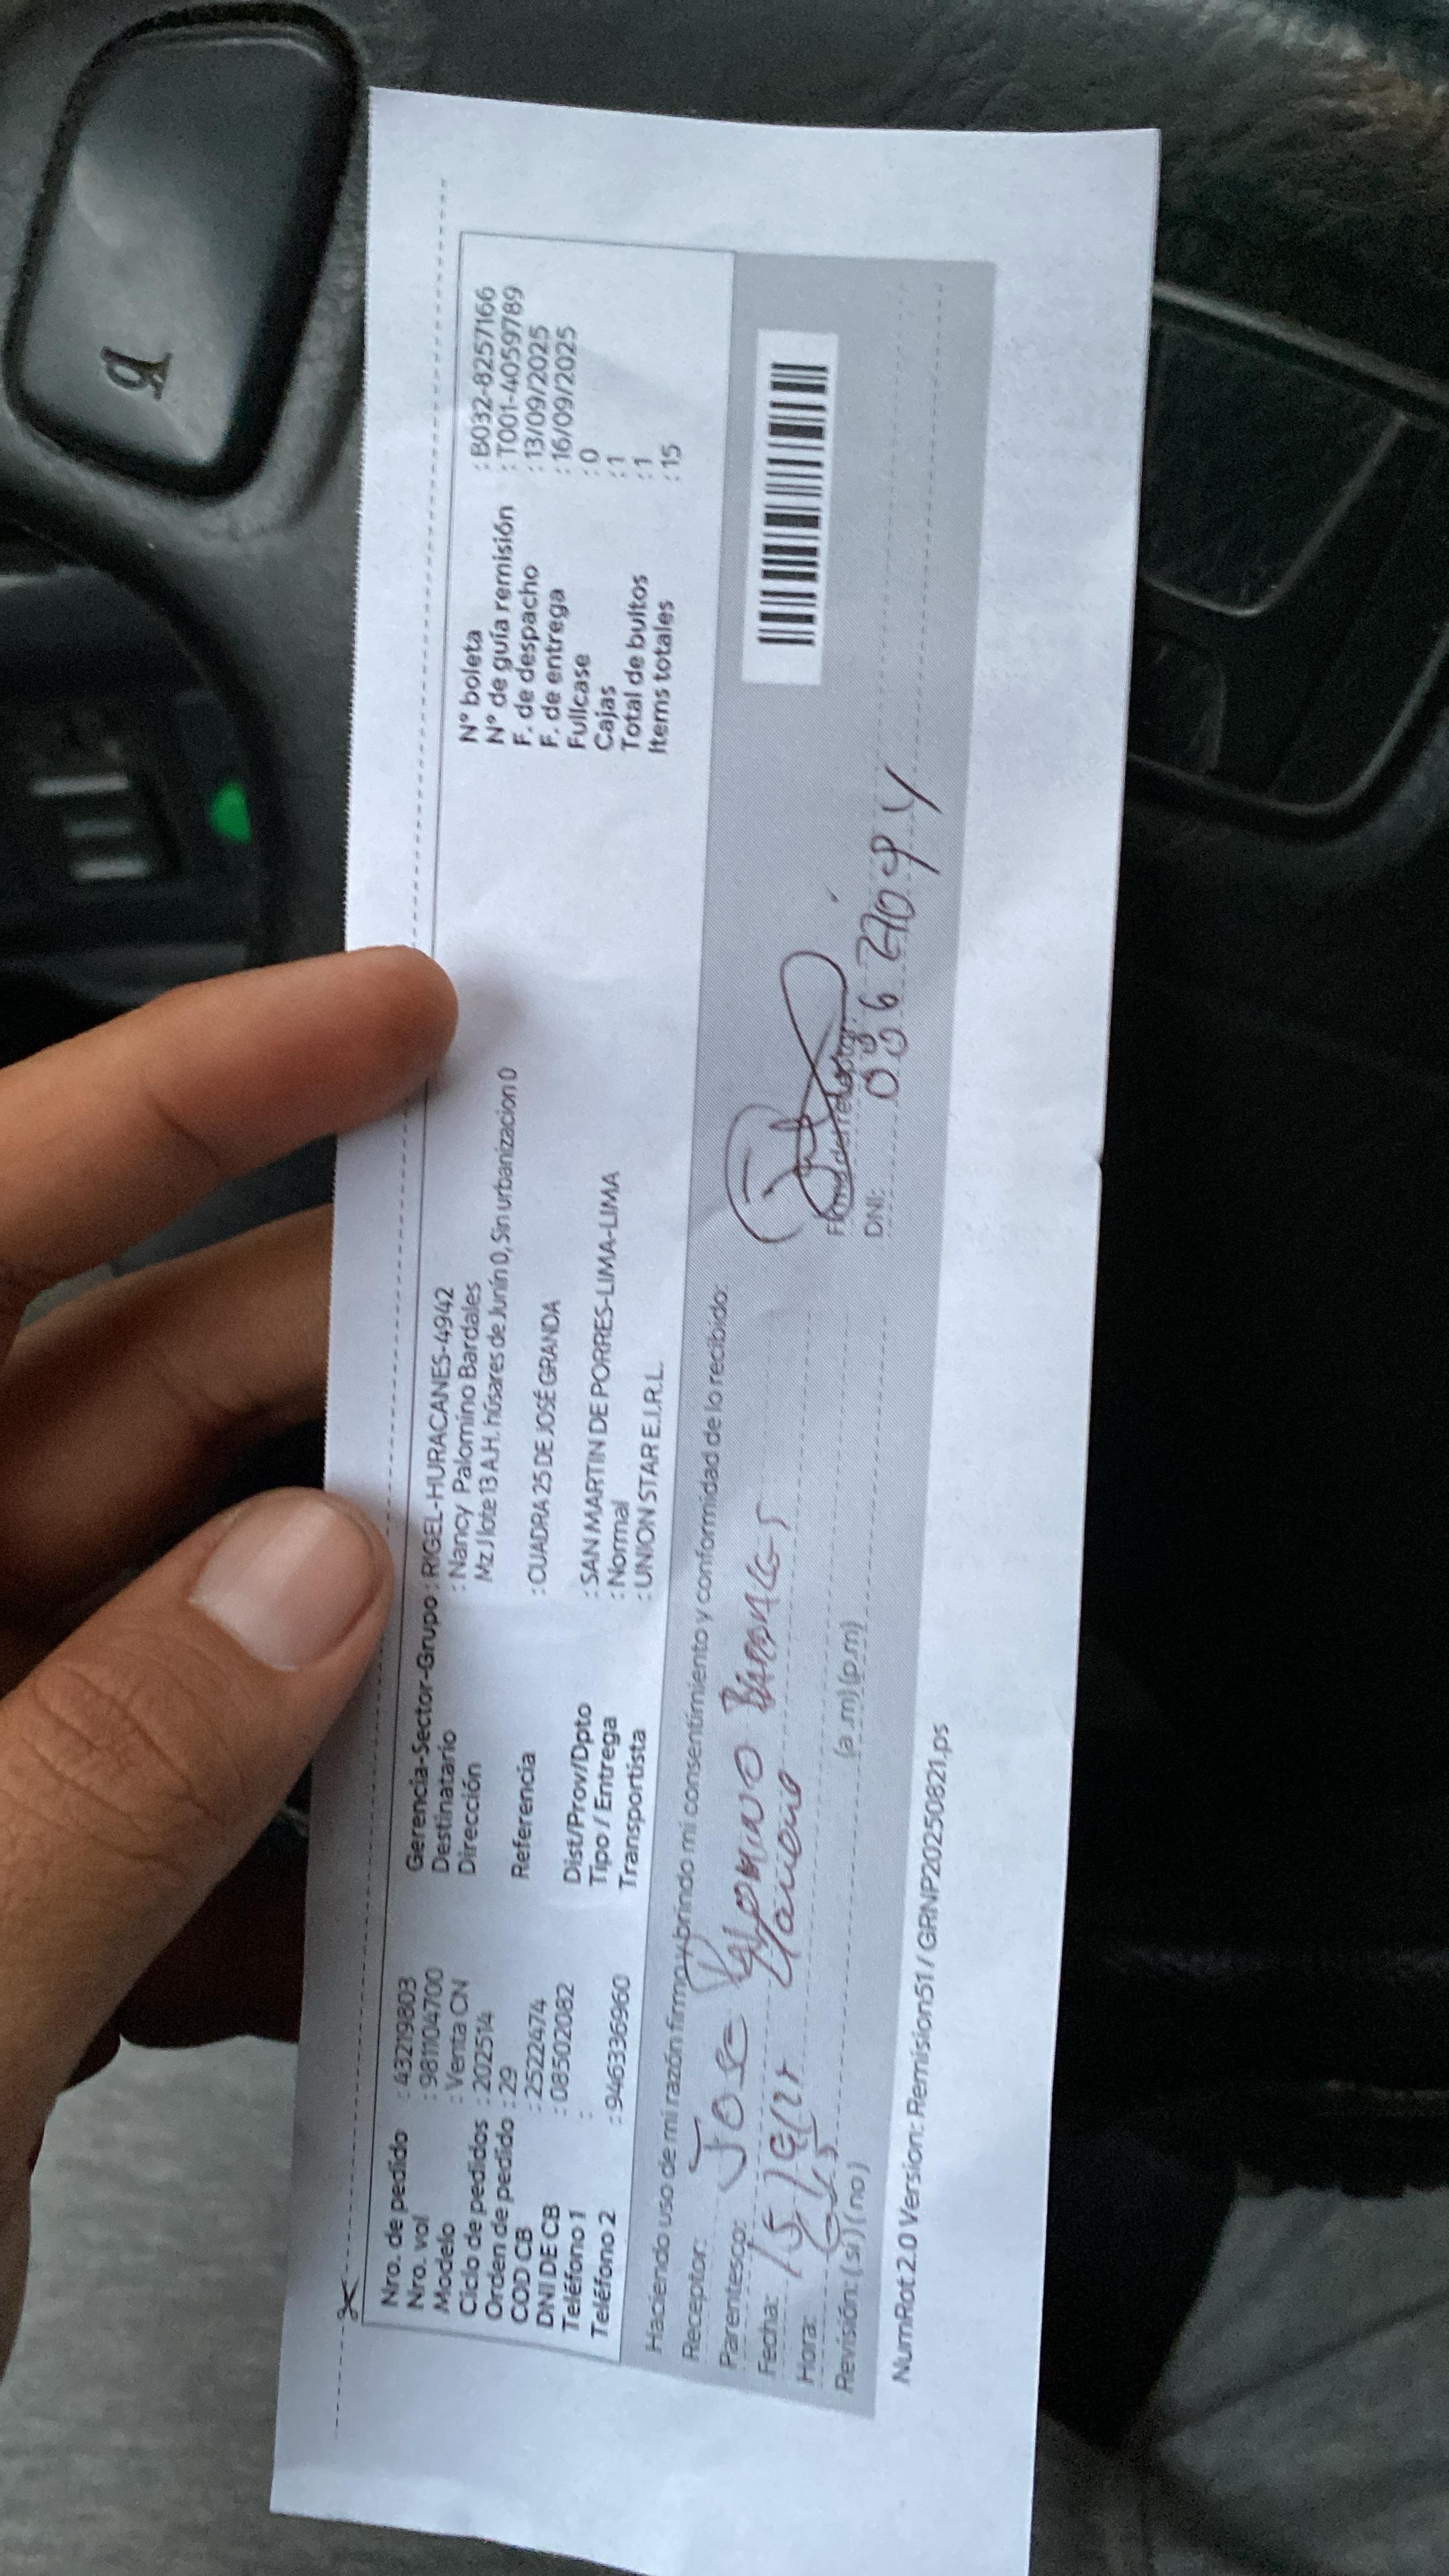 Nro. de pedido : 43219803
Nro. vol : 981104700
Modelo : Venta CN
Ciclo de pedidos : 202514
Orden de pedido : 29
COD CB : 2522474
DNI DE CB : 08502082
Teléfono 1 :
Teléfono 2 : 946336960
Gerencia-Sector-Grupo : RIGEL-HURACANES-4942
Destinatario : Nancy Palomino Bardales
Dirección Mz J lote 13 A.H. húsares de Junín 0, Sin urbanizacion 0
Referencia : CUADRA 25 DE JOSÉ GRANDA
Dist/Prov/Dpto : SAN MARTIN DE PORRES-LIMA-LIMA
Tipo / Entrega : Normal
Transportista : UNION STAR E.I.R.L.
N° boleta : B032-8257166
N° de guía remisión : T001-4059789
F. de despacho : 13/09/2025
F. de entrega : 16/09/2025
Fullcase : 0
Cajas : 1
Total de bultos : 1
Items totales : 15
Haciendo uso de mi razón firmo y brindo mi consentimiento y conformidad de lo recibido:
Receptor: Jose Palomino Bardales
Parentesco:
Fecha:
Hora: (a.m) (p.m)
Revisión: (si) (no)
Firma del receptor
DNI:
NumRot 2.0 Version: Remision51 / GRNP20250821.ps